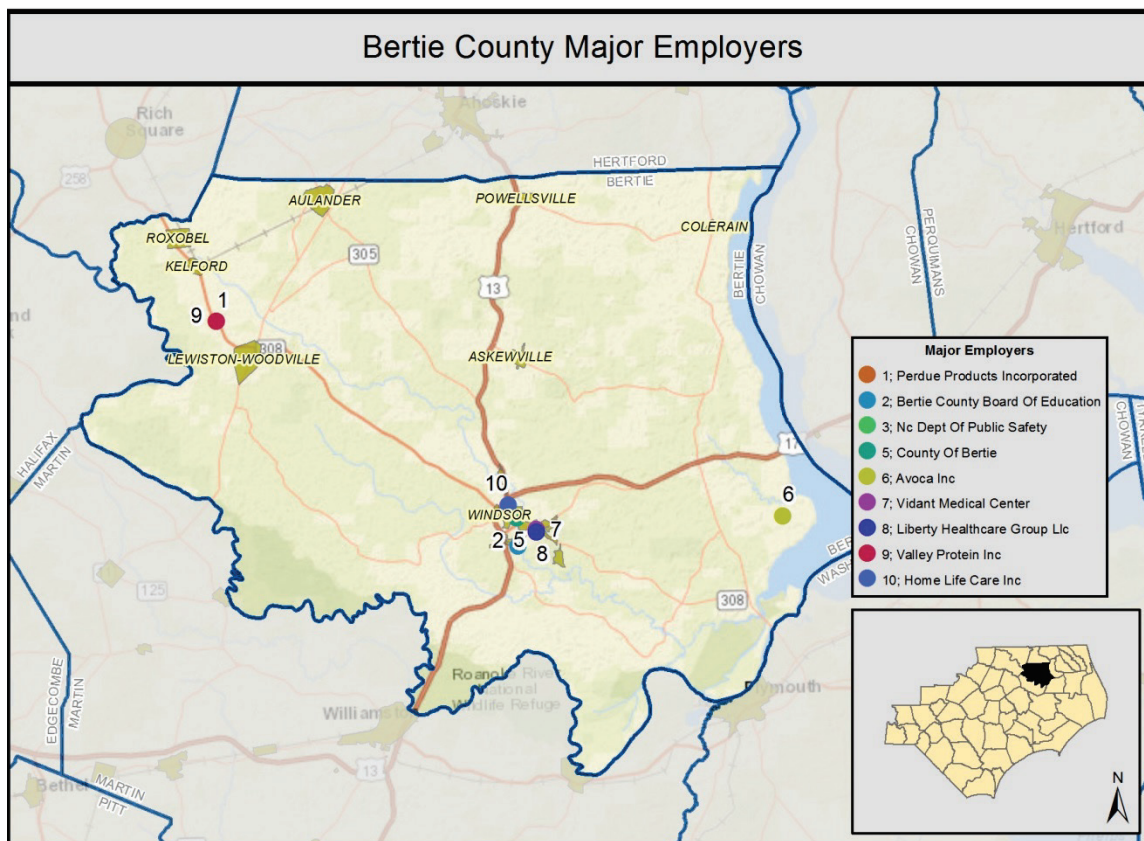 Bertie County Major Employers
Rich
Square
Ahoskie
258
HERTFORD
BERTIE
AULANDER
POWELLSVILLE
COLERAIN
ROXOBEL
KELFORD
305
PERQUIMANS
CHOWAN
Hertford
BERTIE
CHOWAN
13
1
9
308
LEWISTON-WOODVILLE
ASKEWVILLE
Major Employers
1; Perdue Products Incorporated
2; Bertie County Board Of Education
3; Nc Dept Of Public Safety
5; County Of Bertie
6; Avoca Inc
7; Vidant Medical Center
8; Liberty Healthcare Group Llc
9; Valley Protein Inc
10; Home Life Care Inc
CHOWAN
HALIFAX
MARTIN
17
10
6
WINDSOR
2
5
7
8
125
308
Roanoke River
National
Wildlife Refuge
Plymouth
Williamston
EDGECOMBE
MARTIN
13
Bethel
MARTIN
PITT
N